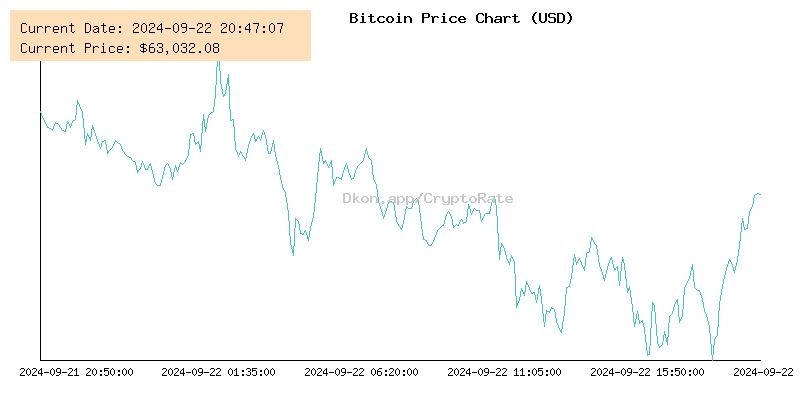 Bitcoin Price Chart (USD)
Current Date: 2024-09-22 20:47:07
Current Price: $63,032.08
Dkon.app/CryptoRate
2024-09-21 20:50:00 2024-09-22 01:35:00 2024-09-22 06:20:00 2024-09-22 11:05:00 2024-09-22 15:50:00 2024-09-22